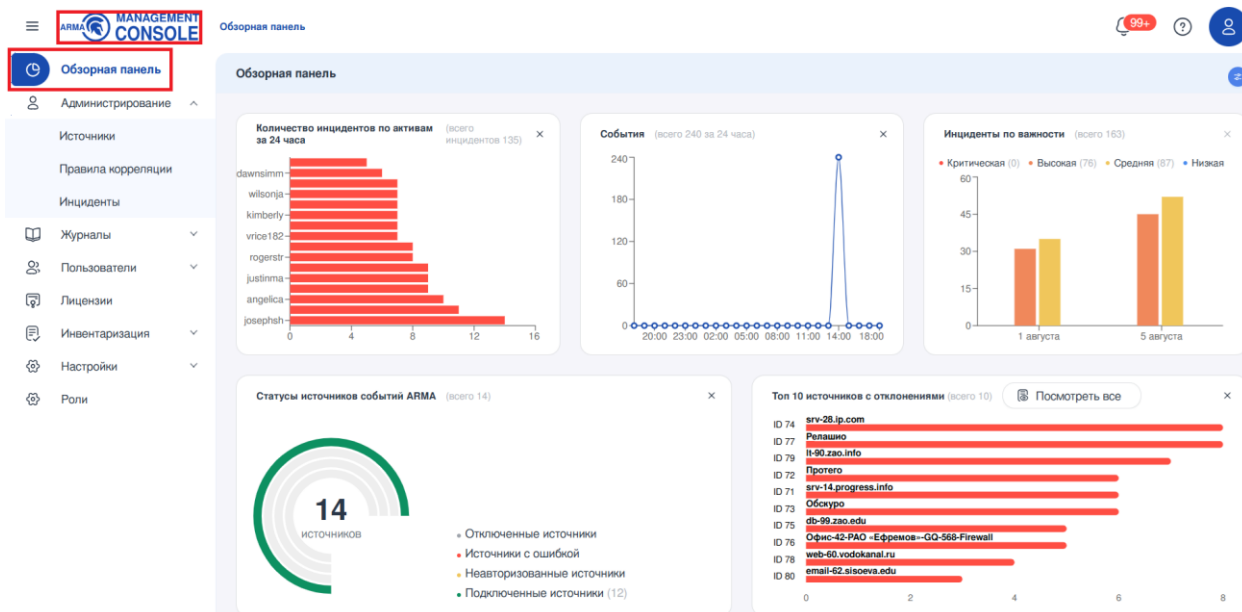 ARMA MANAGEMENT CONSOLE
Обзорная панель
99+
Обзорная панель
Администрирование
Источники
Правила корреляции
Инциденты
Журналы
Пользователи
Лицензии
Инвентаризация
Настройки
Роли
Обзорная панель
Количество инцидентов по активам за 24 часа
(всего инцидентов 135)
dawnsimm
wilsonja
kimberly
vrice182
rogerstr
justinma
angelica
josephsh
0 4 8 12 16
События (всего 240 за 24 часа)
240
180
120
60
0
20:00 23:00 02:00 05:00 08:00 11:00 14:00 18:00
Инциденты по важности (всего 163)
Критическая (0) Высокая (76) Средняя (87) Низкая
60
45
30
15
0
1 августа 5 августа
Статусы источников событий ARMA (всего 14)
14
источников
Отключенные источники
Источники с ошибкой
Неавторизованные источники
Подключенные источники (12)
Топ 10 источников с отклонениями (всего 10) Посмотреть все
ID 74 srv-28.ip.com
ID 77 Релашио
ID 79 lt-90.zao.info
ID 72 Протего
ID 71 srv-14.progress.info
ID 73 Обскуро
ID 75 db-99.zao.edu
ID 76 Офис-42-РАО «Ефремов»-GQ-568-Firewall
ID 78 web-60.vodokanal.ru
ID 80 email-62.sisoeva.edu
0 2 4 6 8